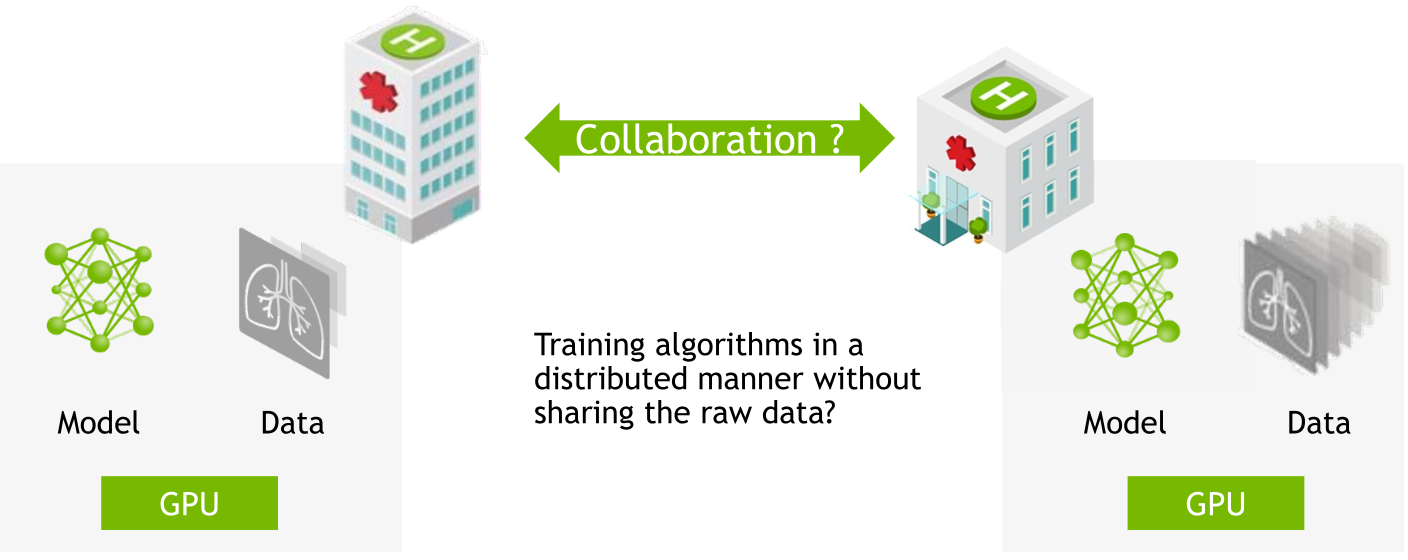 H
H
Collaboration ?
Training algorithms in a
distributed manner without
sharing the raw data?
Model
Data
GPU
Model
Data
GPU